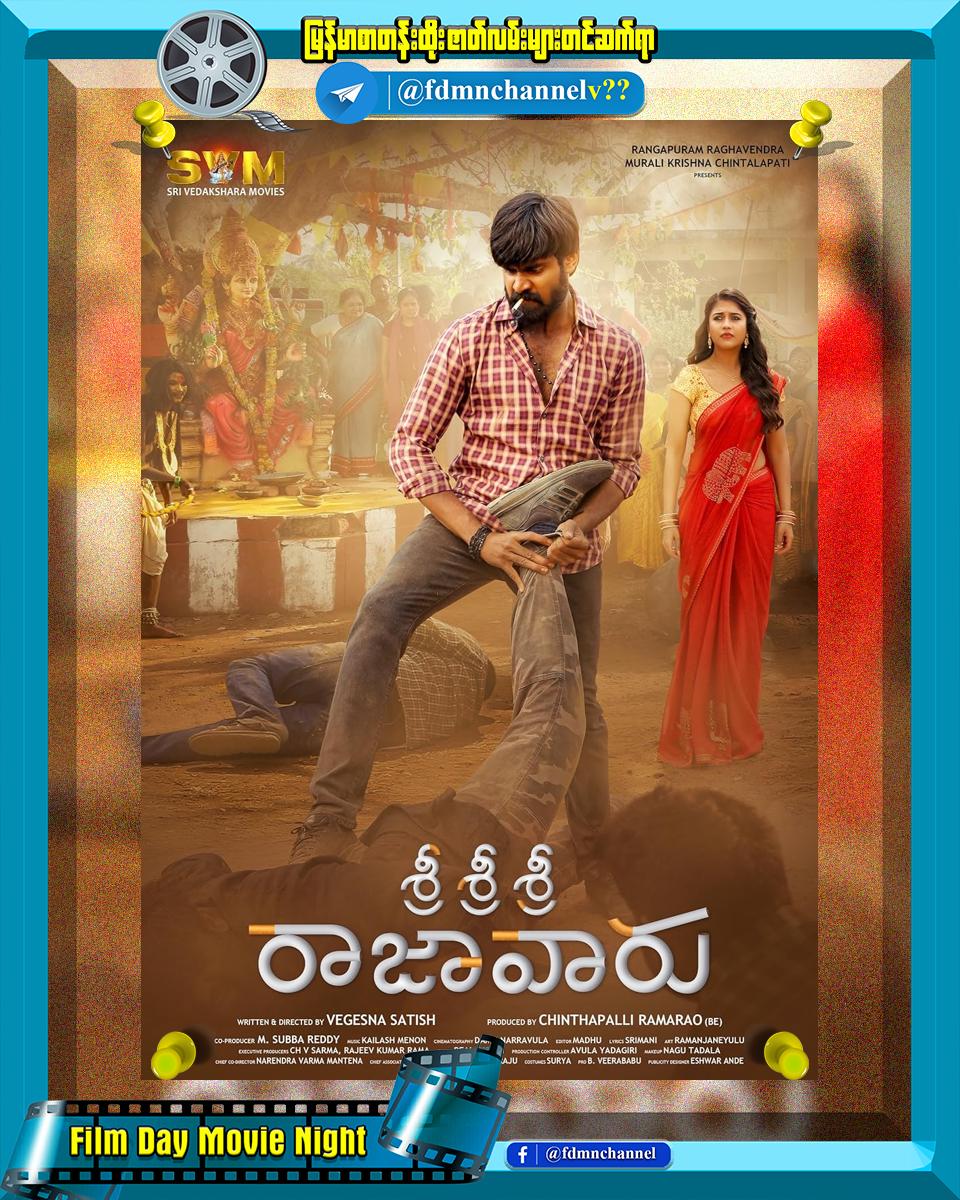 မြန်မာစာတန်းထိုးဇာတ်လမ်းများတင်ဆက်ရာ
@fdmnchannelv??
SVM
SRI VEDAKSHARA MOVIES
RANGAPURAM RAGHAVENDRA
MURALI KRISHNA CHINTALAPATI
PRESENTS
శ్రీ శ్రీ శ్రీ
రాజావారు
WRITTEN & DIRECTED BY VEGESNA SATISH PRODUCED BY CHINTHAPALLI RAMARAO (BE)
CO-PRODUCER M. SUBBA REDDY MUSIC KAILASH MENON CINEMATOGRAPHY EDITOR MADHU LYRICS SRIMANI ART RAMANJANEYULU
EXECUTIVE PRODUCERS CH V SARMA, RAJEEV KUMAR PRODUCTION CONTROLLER AVULA YADAGIRI MAKEUP NAGU TADALA
CHIEF CO-DIRECTOR NARENDRA VARMA MANTENA CHIEF COSTUMES SURYA PRO B. VEERABABU PUBLICITY DESIGNER ESHWAR ANDE
Film Day Movie Night
f @fdmnchannel